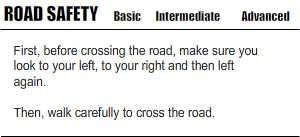 ROAD SAFETY Basic Intermediate Advanced
First, before crossing the road, make sure you
look to your left, to your right and then left
again.
Then, walk carefully to cross the road.